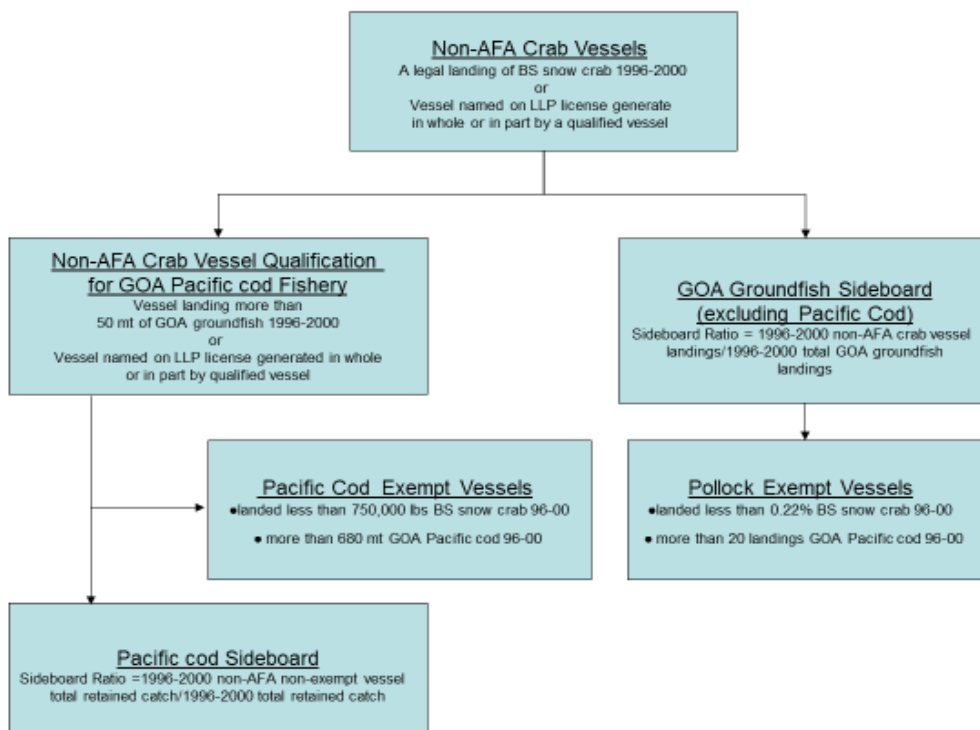 Non-AFA Crab Vessels
A legal landing of BS snow crab 1996-2000
or
Vessel named on LLP license generate
in whole or in part by a qualified vessel
Non-AFA Crab Vessel Qualification
for GOA Pacific cod Fishery
Vessel landing more than
50 mt of GOA groundfish 1996-2000
or
Vessel named on LLP license generated in whole
or in part by qualified vessel
GOA Groundfish Sideboard
(excluding Pacific Cod)
Sideboard Ratio = 1996-2000 non-AFA crab vessel
landings/1996-2000 total GOA groundfish
landings
Pacific Cod Exempt Vessels
●landed less than 750,000 lbs BS snow crab 96-00
● more than 680 mt GOA Pacific cod 96-00
Pollock Exempt Vessels
●landed less than 0.22% BS snow crab 96-00
● more than 20 landings GOA Pacific cod 96-00
Pacific cod Sideboard
Sideboard Ratio =1996-2000 non-AFA non-exempt vessel
total retained catch/1996-2000 total retained catch